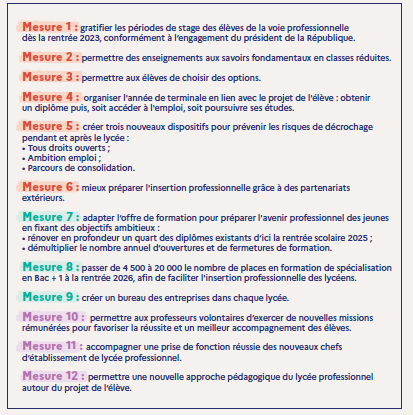 Mesure 1 : gratifier les périodes de stage des élèves de la voie professionnelle
dès la rentrée 2023, conformément à l'engagement du président de la République.
Mesure 2 : permettre des enseignements aux savoirs fondamentaux en classes réduites.
Mesure 3 : permettre aux élèves de choisir des options.
Mesure 4 : organiser l'année de terminale en lien avec le projet de l'élève : obtenir
un diplôme puis, soit accéder à l'emploi, soit poursuivre ses études.
Mesure 5 : créer trois nouveaux dispositifs pour prévenir les risques de décrochage
pendant et après le lycée :
• Tous droits ouverts ;
• Ambition emploi ;
• Parcours de consolidation.
Mesure 6 : mieux préparer l'insertion professionnelle grâce à des partenariats
extérieurs.
Mesure 7 : adapter l'offre de formation pour préparer l'avenir professionnel des jeunes
en fixant des objectifs ambitieux :
• rénover en profondeur un quart des diplômes existants d'ici la rentrée scolaire 2025 ;
• démultiplier le nombre annuel d'ouvertures et de fermetures de formation.
Mesure 8 : passer de 4 500 à 20 000 le nombre de places en formation de spécialisation
en Bac + 1 à la rentrée 2026, afin de faciliter l'insertion professionnelle des lycéens.
Mesure 9 : créer un bureau des entreprises dans chaque lycée.
Mesure 10 : permettre aux professeurs volontaires d'exercer de nouvelles missions
rémunérées pour favoriser la réussite et un meilleur accompagnement des élèves.
Mesure 11 : accompagner une prise de fonction réussie des nouveaux chefs
d'établissement de lycée professionnel.
Mesure 12 : permettre une nouvelle approche pédagogique du lycée professionnel
autour du projet de l'élève.